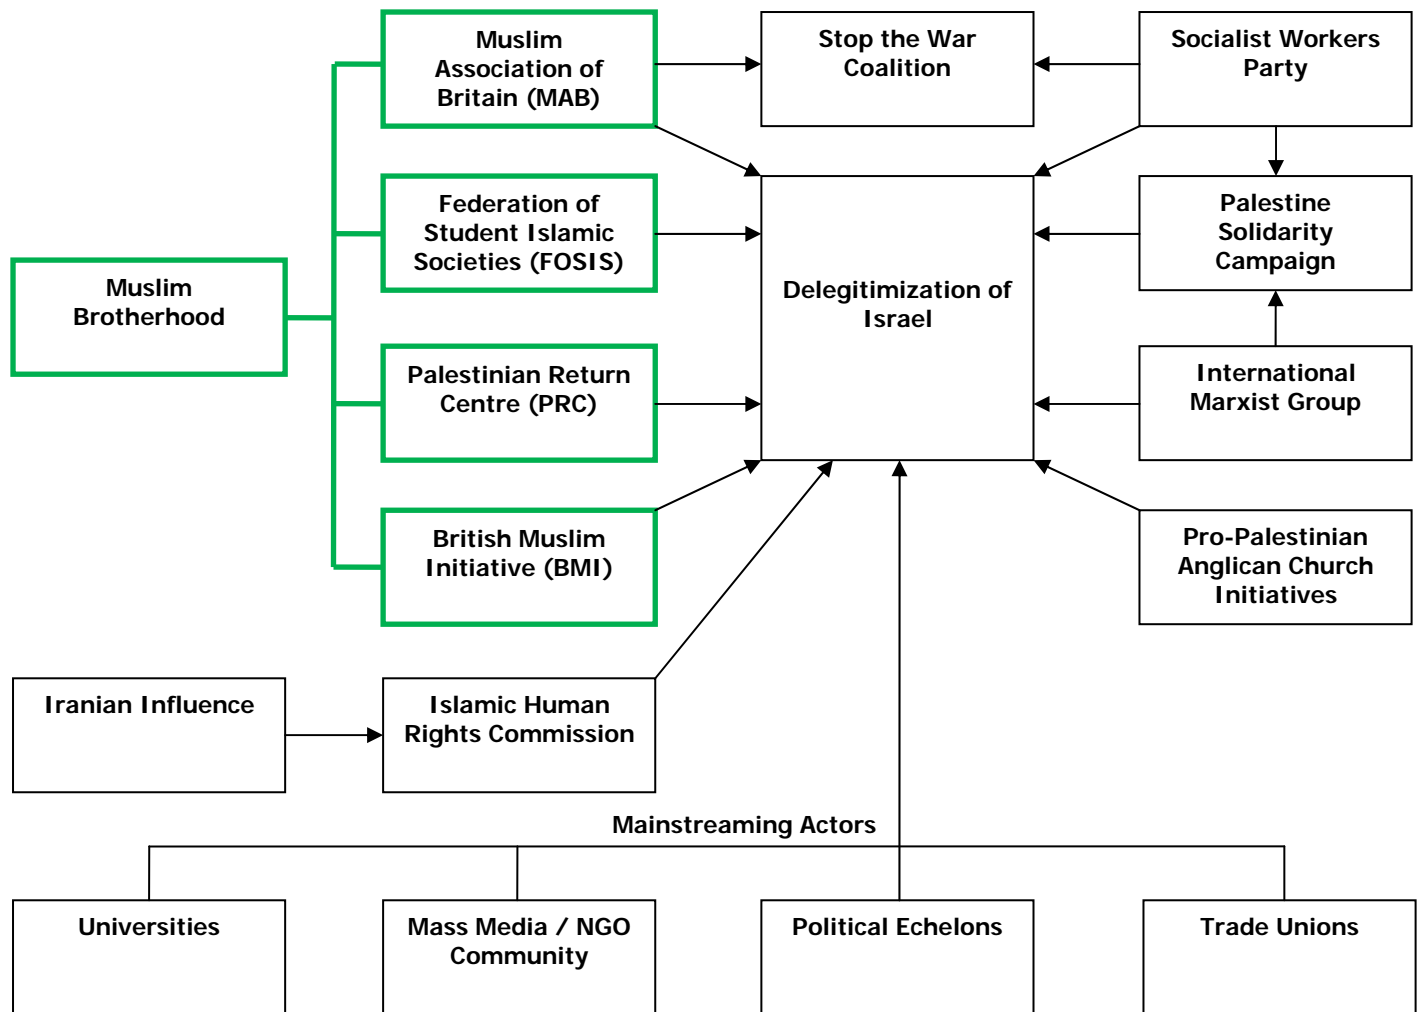 Muslim
Association of
Britain (MAB)
Stop the War
Coalition
Socialist Workers
Party
Federation of
Student Islamic
Societies (FOSIS)
Palestine
Solidarity
Campaign
Muslim
Brotherhood
Delegitimization of
Israel
Palestinian Return
Centre (PRC)
International
Marxist Group
British Muslim
Initiative (BMI)
Pro-Palestinian
Anglican Church
Initiatives
Iranian Influence
Islamic Human
Rights Commission
Mainstreaming Actors
Universities
Mass Media / NGO
Community
Political Echelons
Trade Unions